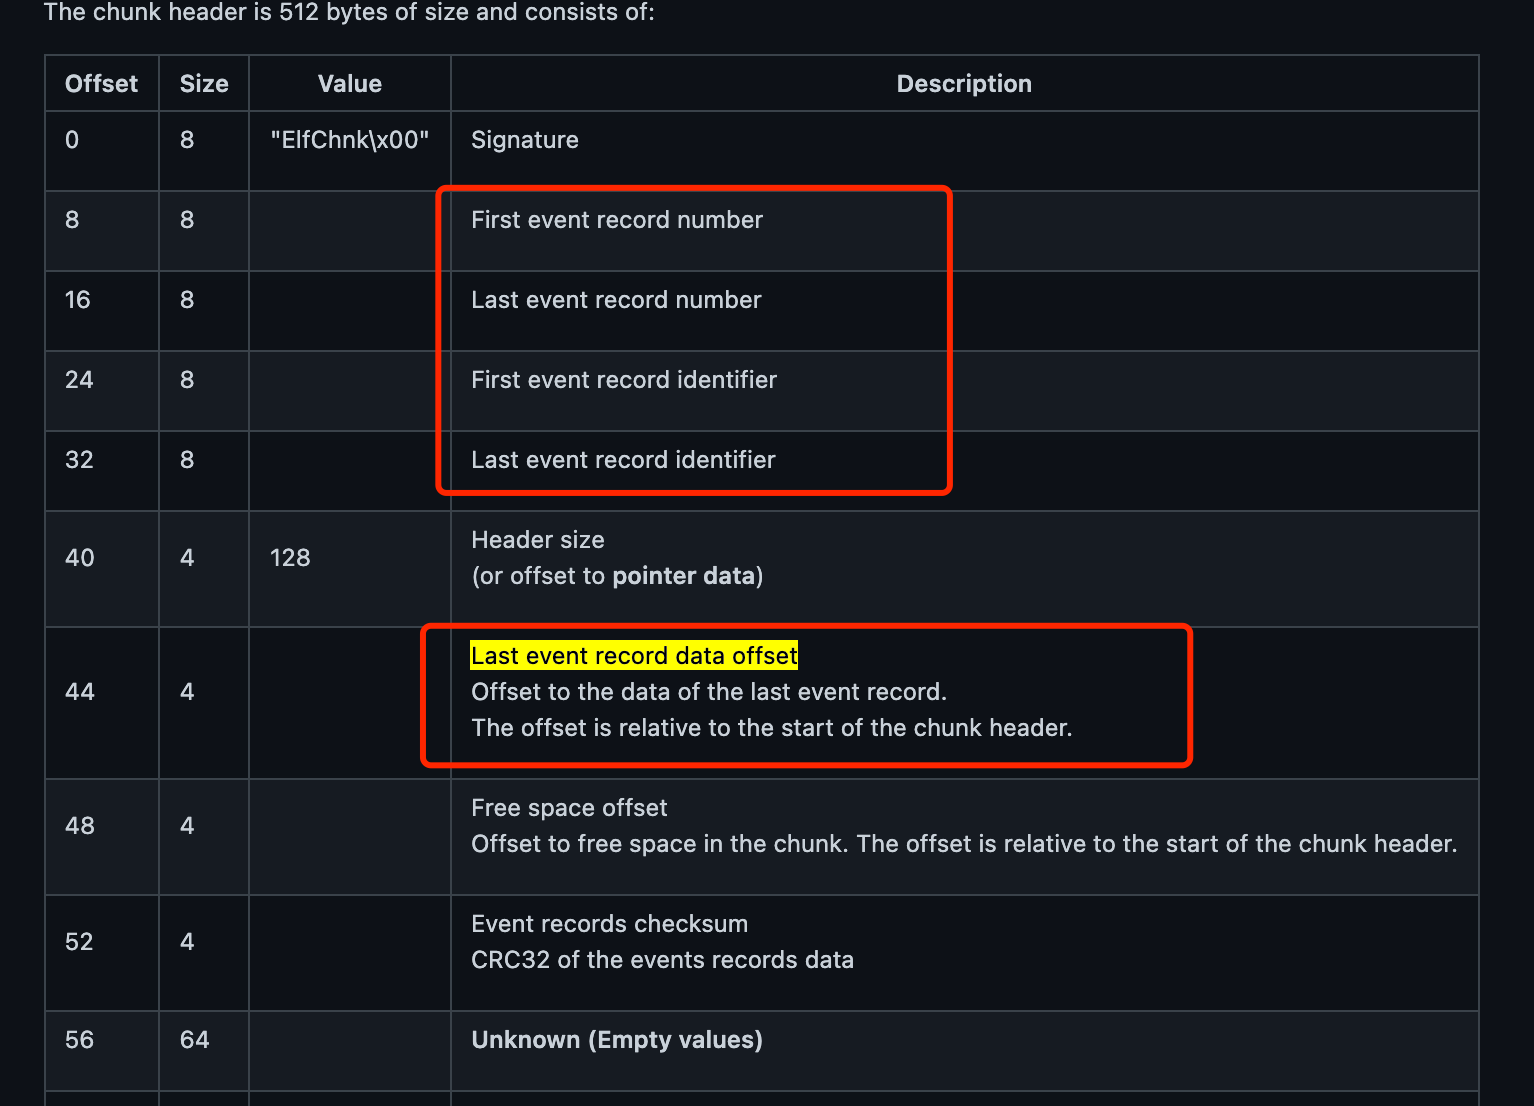 The chunk header is 512 bytes of size and consists of:
Offset Size Value Description
0 8 "ElfChnk\x00" Signature
8 8 First event record number
16 8 Last event record number
24 8 First event record identifier
32 8 Last event record identifier
40 4 128 Header size
(or offset to pointer data)
44 4 Last event record data offset
Offset to the data of the last event record.
The offset is relative to the start of the chunk header.
48 4 Free space offset
Offset to free space in the chunk. The offset is relative to the start of the chunk header.
52 4 Event records checksum
CRC32 of the events records data
56 64 Unknown (Empty values)